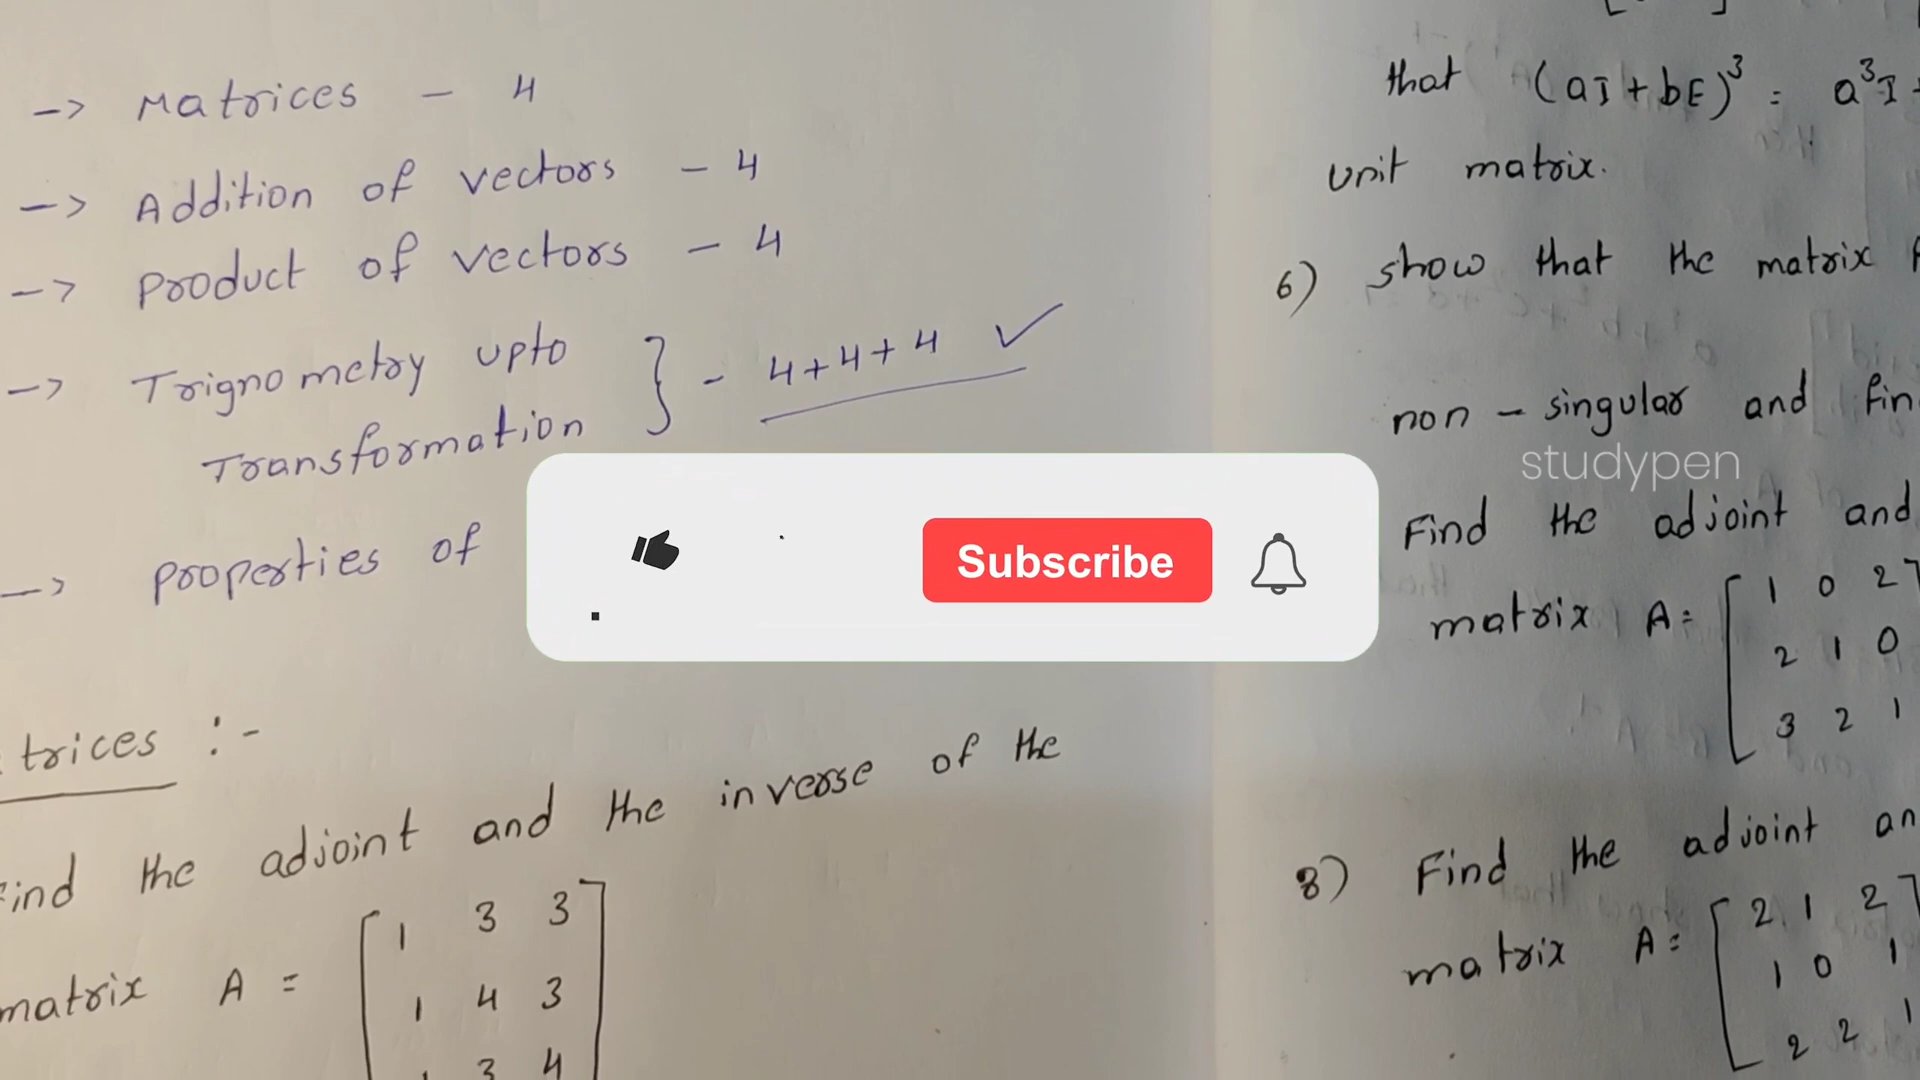 -> Matrices - 4
-> Addition of vectors - 4
-> product of vectors - 4
-> Trignometry upto
Transformation } - 4+4+4 ✓
-> properties of
trices :-
Find the adjoint and the inverse of the
matrix A = [1 3 3
1 4 3
3 4
that (aI+bE)³ = a³I
unit matrix.
6) show that the matrix
non - singular and fin
studypen
Find the adjoint and
matrix A= [1 0 2]
2 1 0
3 2 1
8) Find the adjoint an
matrix A= [2 1 2]
1 0 1
2 2 1
Subscribe